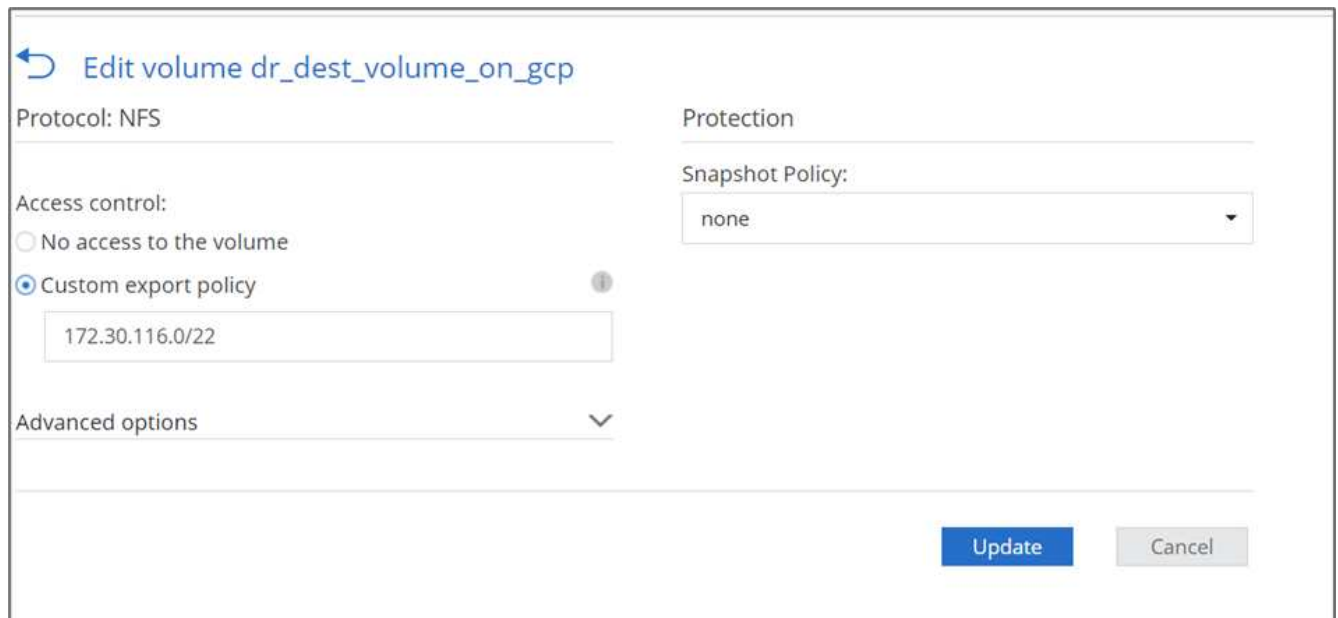 Edit volume dr_dest_volume_on_gcp
Protocol: NFS
Access control:
No access to the volume
Custom export policy
172.30.116.0/22
Advanced options
Protection
Snapshot Policy:
none
Update
Cancel